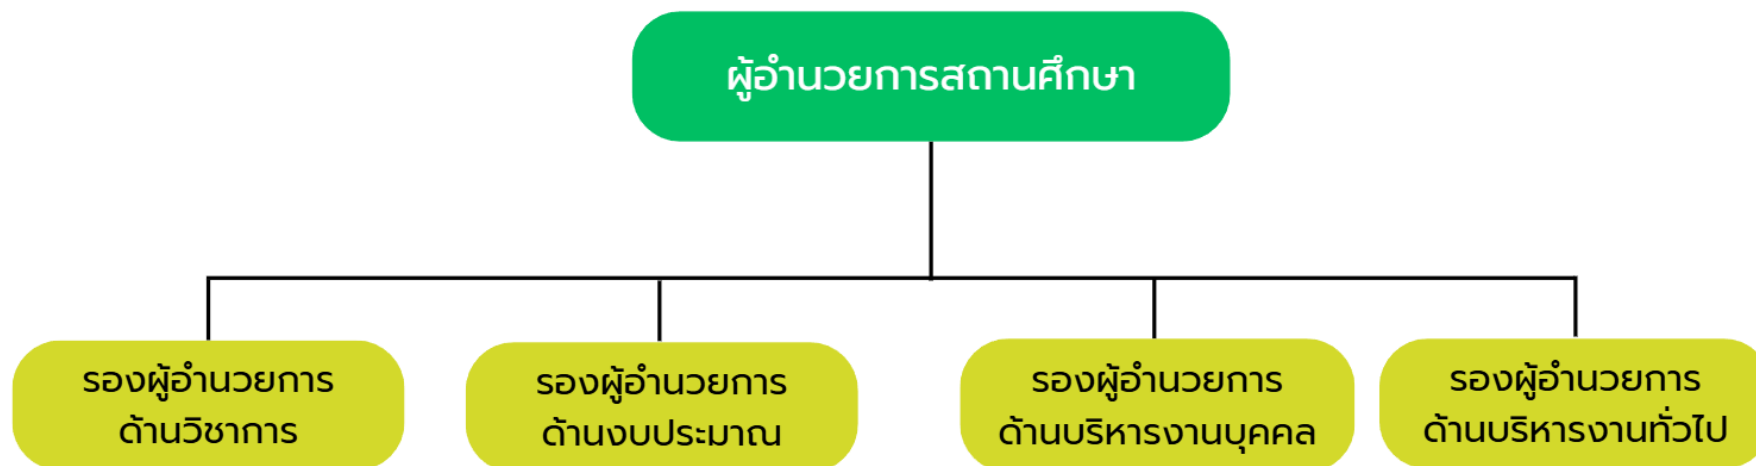 ผู้อำนวยการสถานศึกษา
รองผู้อำนวยการ
ด้านวิชาการ
รองผู้อำนวยการ
ด้านงบประมาณ
รองผู้อำนวยการ
ด้านบริหารงานบุคคล
รองผู้อำนวยการ
ด้านบริหารงานทั่วไป